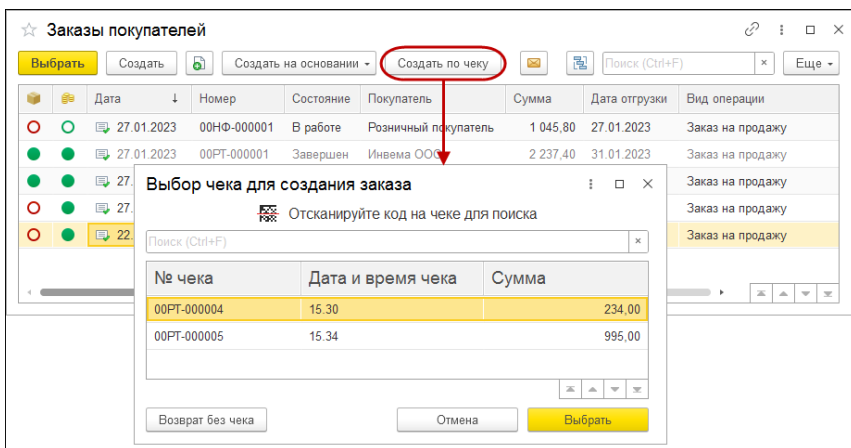 Заказы покупателей
Выбрать Создать Создать на основании Создать по чеку Поиск (Ctrl+F) × Еще
Дата ↓ Номер Состояние Покупатель Сумма Дата отгрузки Вид операции
27.01.2023 00НФ-000001 В работе Розничный покупатель 1 045,80 27.01.2023 Заказ на продажу
27.01.2023 00РТ-000001 Завершен Инвема ООО 2 237,40 31.01.2023 Заказ на продажу
27. Заказ на продажу
27. Заказ на продажу
22. Заказ на продажу
Выбор чека для создания заказа
Отсканируйте код на чеке для поиска
Поиск (Ctrl+F) ×
№ чека Дата и время чека Сумма
00РТ-000004 15.30 234,00
00РТ-000005 15.34 995,00
Возврат без чека Отмена Выбрать